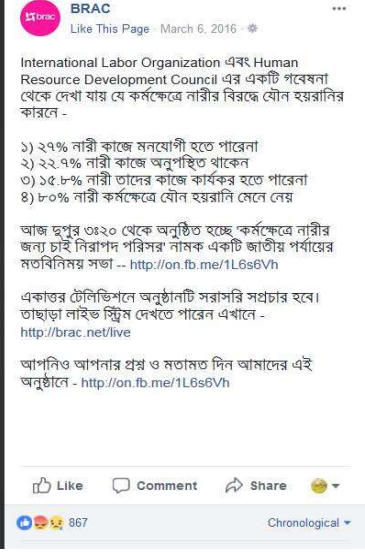 brac
BRAC
Like This Page · March 6, 2016 ·
International Labor Organization এবং Human
Resource Development Council এর একটি গবেষনা
থেকে দেখা যায় যে কর্মক্ষেত্রে নারীর বিরদ্ধে যৌন হয়রানির
কারনে -
১) ২৭% নারী কাজে মনযোগী হতে পারেনা
২) ২২.৭% নারী কাজে অনুপস্থিত থাকেন
৩) ১৫.৮% নারী তাদের কাজে কার্যকর হতে পারেনা
৪) ৮০% নারী কর্মক্ষেত্রে যৌন হয়রানি মেনে নেয়
আজ দুপুর ৩ঃ২০ থেকে অনুষ্ঠিত হচ্ছে 'কর্মক্ষেত্রে নারীর
জন্য চাই নিরাপদ পরিসর' নামক একটি জাতীয় পর্যায়ের
মতবিনিময় সভা -- http://on.fb.me/1L6s6Vh
একাত্তর টেলিভিশনে অনুষ্ঠানটি সরাসরি সপ্রচার হবে।
তাছাড়া লাইভ স্ট্রিম দেখতে পারেন এখানে -
http://brac.net/live
আপনিও আপনার প্রশ্ন ও মতামত দিন আমাদের এই
অনুষ্ঠানে - http://on.fb.me/1L6s6Vh
Like Comment Share
867 Chronological